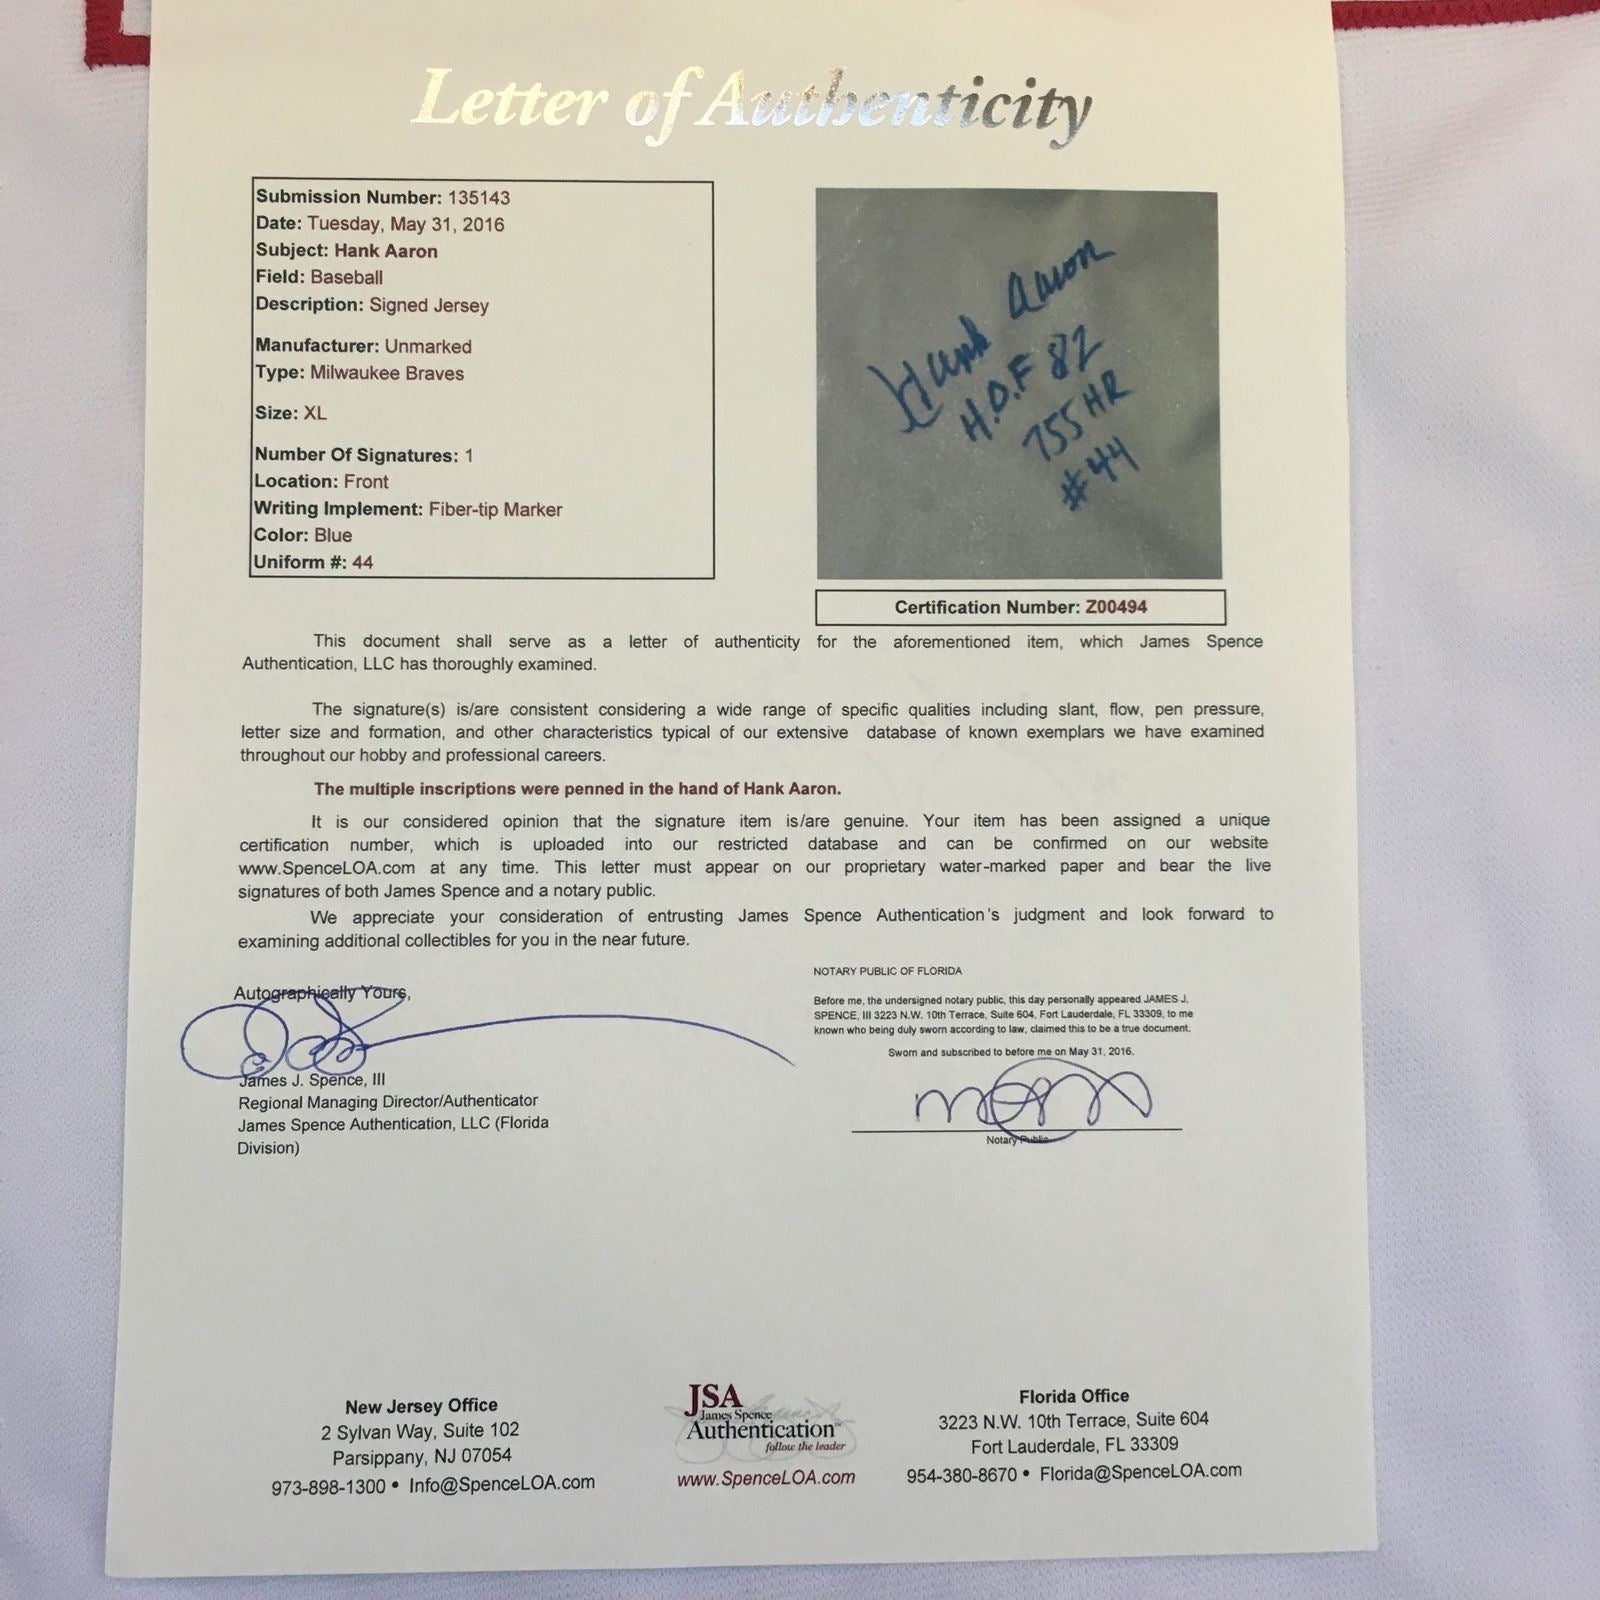 Letter of Authenticity
Submission Number: 135143
Date: Tuesday, May 31, 2016
Subject: Hank Aaron
Field: Baseball
Description: Signed Jersey
Manufacturer: Unmarked
Type: Milwaukee Braves
Size: XL
Number Of Signatures: 1
Location: Front
Writing Implement: Fiber-tip Marker
Color: Blue
Uniform #: 44
Hank Aaron
H.O.F 82
755 HR
#44
Certification Number: Z00494
This document shall serve as a letter of authenticity for the aforementioned item, which James Spence
Authentication, LLC has thoroughly examined.
The signature(s) is/are consistent considering a wide range of specific qualities including slant, flow, pen pressure,
letter size and formation, and other characteristics typical of our extensive database of known exemplars we have examined
throughout our hobby and professional careers.
The multiple inscriptions were penned in the hand of Hank Aaron.
It is our considered opinion that the signature item is/are genuine. Your item has been assigned a unique
certification number, which is uploaded into our restricted database and can be confirmed on our website
www.SpenceLOA.com at any time. This letter must appear on our proprietary water-marked paper and bear the live
signatures of both James Spence and a notary public.
We appreciate your consideration of entrusting James Spence Authentication's judgment and look forward to
examining additional collectibles for you in the near future.
Autographically Yours,
James J. Spence, III
Regional Managing Director/Authenticator
James Spence Authentication, LLC (Florida
Division)
NOTARY PUBLIC OF FLORIDA
Before me, the undersigned notary public, this day personally appeared JAMES J.
SPENCE, III 3223 N.W. 10th Terrace, Suite 604, Fort Lauderdale, FL 33309, to me
known who being duly sworn according to law, claimed this to be a true document.
Sworn and subscribed to before me on May 31, 2016.
Notary Public
New Jersey Office
2 Sylvan Way, Suite 102
Parsippany, NJ 07054
973-898-1300 • Info@SpenceLOA.com
JSA
James Spence
Authentication™
follow the leader
www.SpenceLOA.com
Florida Office
3223 N.W. 10th Terrace, Suite 604
Fort Lauderdale, FL 33309
954-380-8670 • Florida@SpenceLOA.com